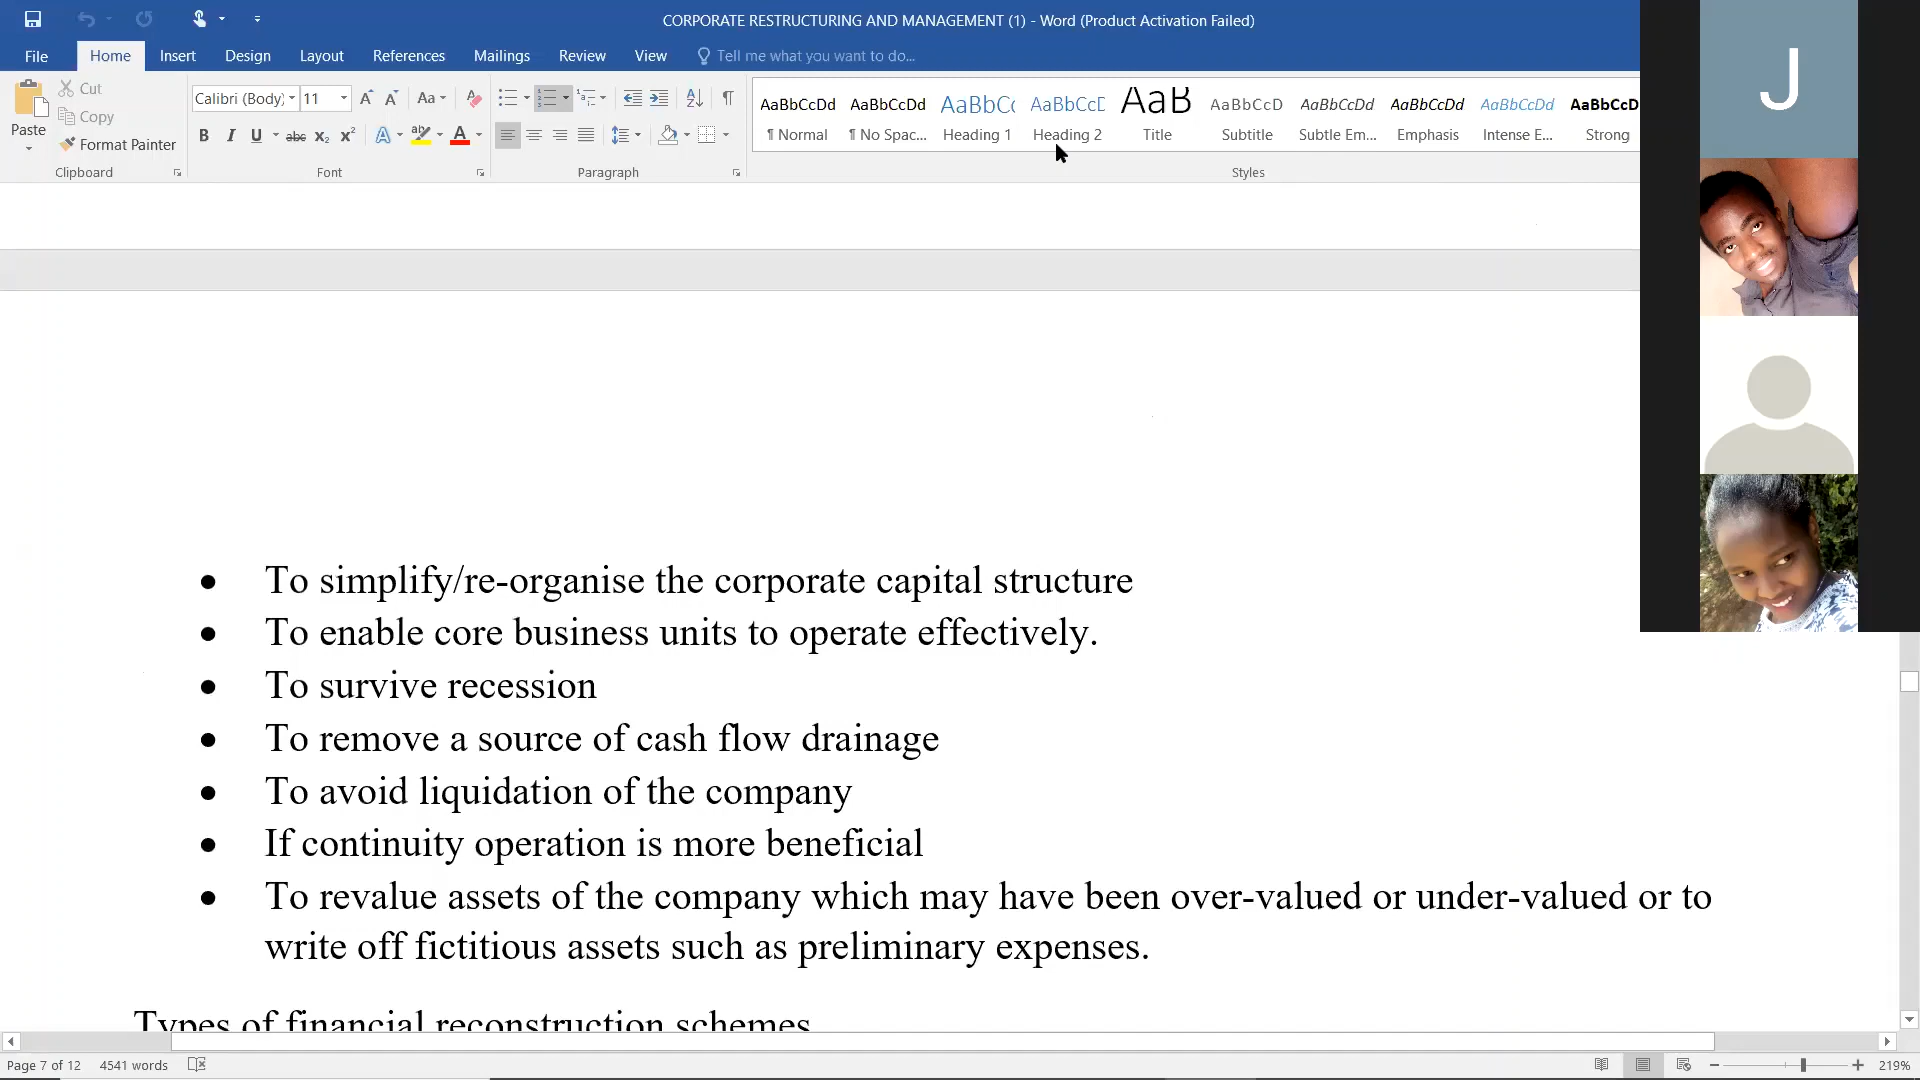 CORPORATE RESTRUCTURING AND MANAGEMENT (1) - Word (Product Activation Failed)
File Home Insert Design Layout References Mailings Review View Tell me what you want to do...
Paste
Cut
Copy
Format Painter
Calibri (Body) 11
AaBbCcDd AaBbCcDd AaBbCc AaBbCcD AaB AaBbCcD AaBbCcDd AaBbCcDd AaBbCcDd AaBbCcD
¶ Normal ¶ No Spac... Heading 1 Heading 2 Title Subtitle Subtle Em... Emphasis Intense E... Strong
Clipboard Font Paragraph Styles
J
● To simplify/re-organise the corporate capital structure
● To enable core business units to operate effectively.
● To survive recession
● To remove a source of cash flow drainage
● To avoid liquidation of the company
● If continuity operation is more beneficial
● To revalue assets of the company which may have been over-valued or under-valued or to
write off fictitious assets such as preliminary expenses.
Types of financial reconstruction schemes
Page 7 of 12 4541 words 219%